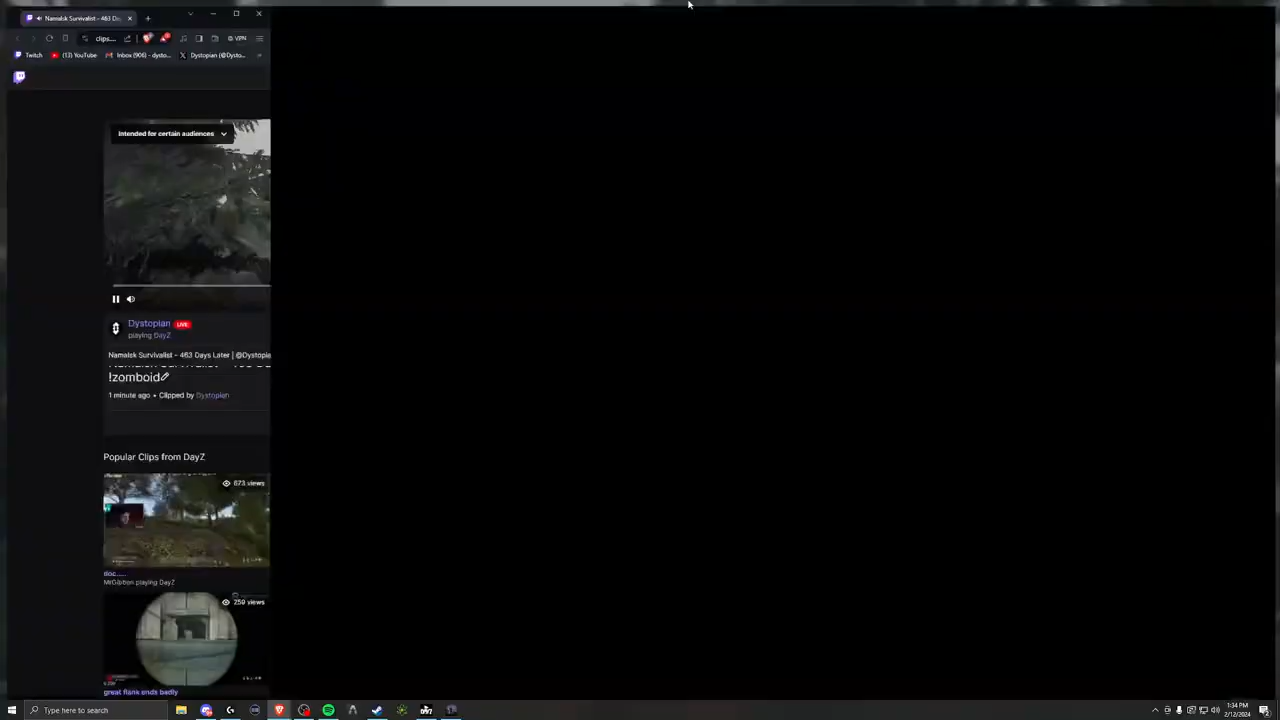 Namalsk Survivalist - 463 Da
clips....
VPN
Twitch
(13) YouTube
Inbox (906) - dysto...
Dystopian (@Dysto...
Intended for certain audiences
Dystopian LIVE
playing DayZ
Namalsk Survivalist - 463 Days Later | @Dystopia
!zomboid
1 minute ago • Clipped by Dystopian
Popular Clips from DayZ
673 views
playing DayZ
259 views
great flank ends badly
Type here to search
1:34 PM
2/12/2024